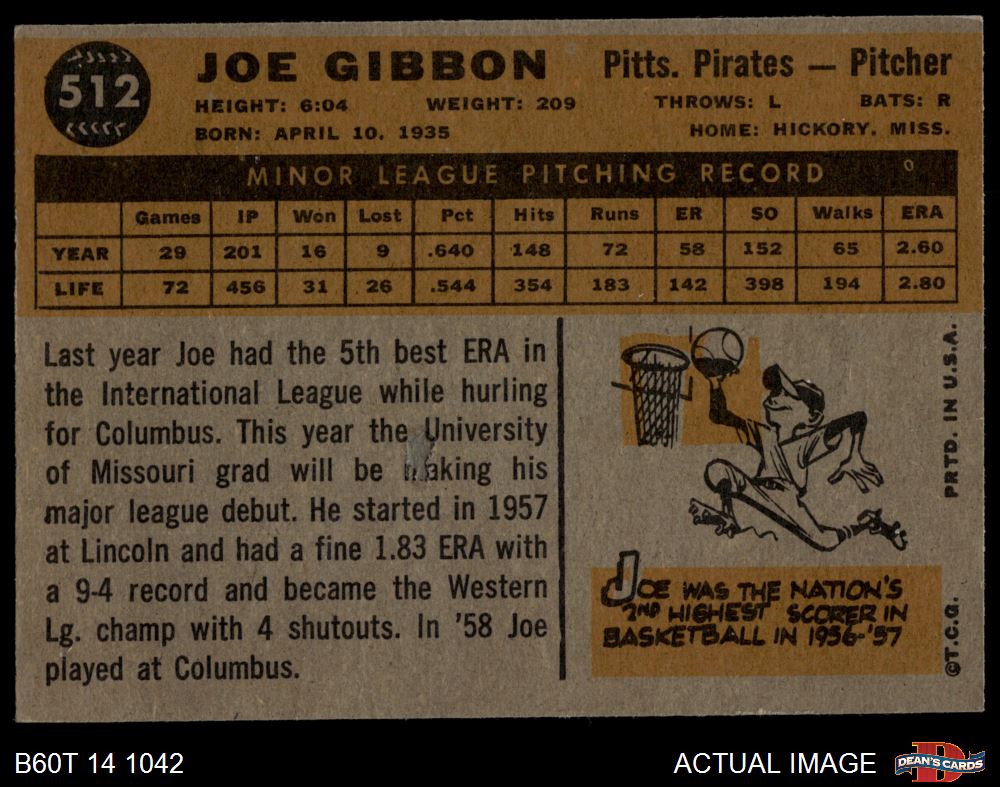 512
JOE GIBBON
Pitts. Pirates — Pitcher
HEIGHT: 6:04 WEIGHT: 209 THROWS: L BATS: R
BORN: APRIL 10, 1935 HOME: HICKORY, MISS.
MINOR LEAGUE PITCHING RECORD
Games IP Won Lost Pct Hits Runs ER SO Walks ERA
YEAR 29 201 16 9 .640 148 72 58 152 65 2.60
LIFE 72 456 31 26 .544 354 183 142 398 194 2.80
Last year Joe had the 5th best ERA in
the International League while hurling
for Columbus. This year the University
of Missouri grad will be making his
major league debut. He started in 1957
at Lincoln and had a fine 1.83 ERA with
a 9-4 record and became the Western
Lg. champ with 4 shutouts. In '58 Joe
played at Columbus.
JOE WAS THE NATION'S
2ND HIGHEST SCORER IN
BASKETBALL IN 1956-'57
PRTD. IN U.S.A.
©T.C.G.
B60T 14 1042
ACTUAL IMAGE
DEAN'S CARDS